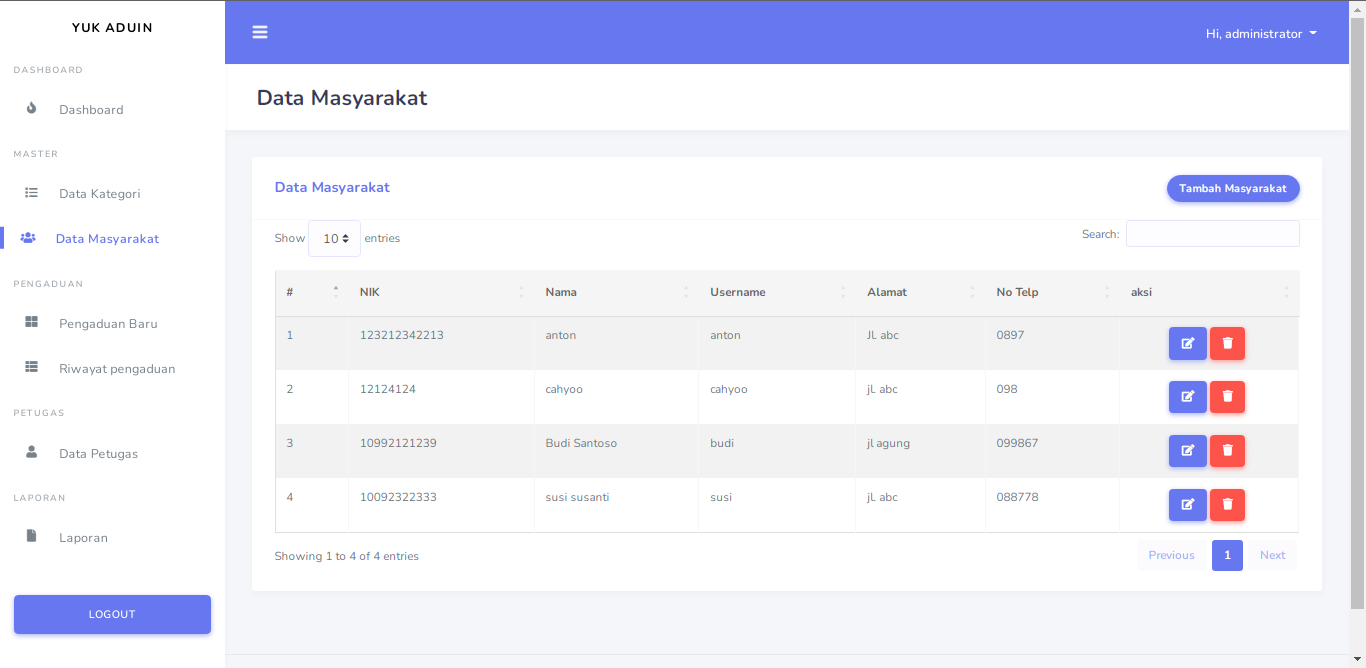 YUK ADUIN
Hi, administrator
DASHBOARD
Dashboard
MASTER
Data Kategori
Data Masyarakat
PENGADUAN
Pengaduan Baru
Riwayat pengaduan
PETUGAS
Data Petugas
LAPORAN
Laporan
LOGOUT
Data Masyarakat
Data Masyarakat
Tambah Masyarakat
Show 10 entries Search:
# NIK Nama Username Alamat No Telp aksi
1 123212342213 anton anton Jl. abc 0897
2 12124124 cahyoo cahyoo jl. abc 098
3 10992121239 Budi Santoso budi jl agung 099867
4 10092322333 susi susanti susi jl. abc 088778
Showing 1 to 4 of 4 entries Previous 1 Next